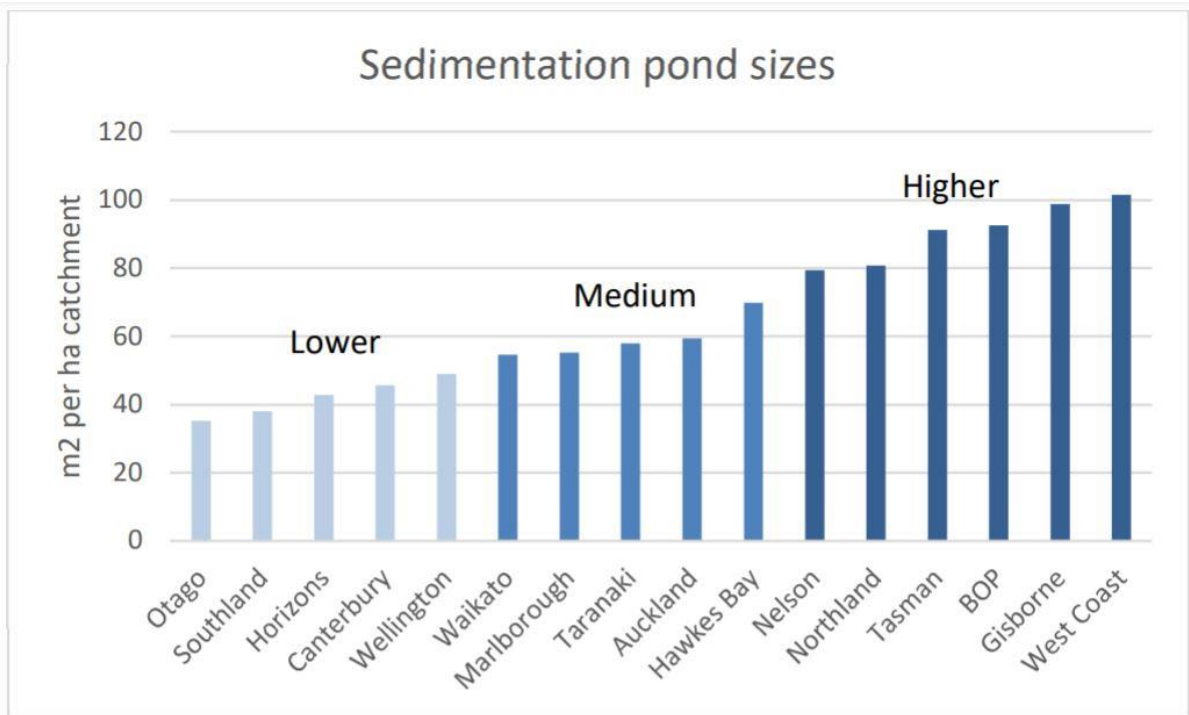 Sedimentation pond sizes
120
100
80
60
40
20
0
m2 per ha catchment
Lower
Medium
Higher
Otago
Southland
Horizons
Canterbury
Wellington
Waikato
Marlborough
Taranaki
Auckland
Hawkes Bay
Nelson
Northland
Tasman
BOP
Gisborne
West Coast